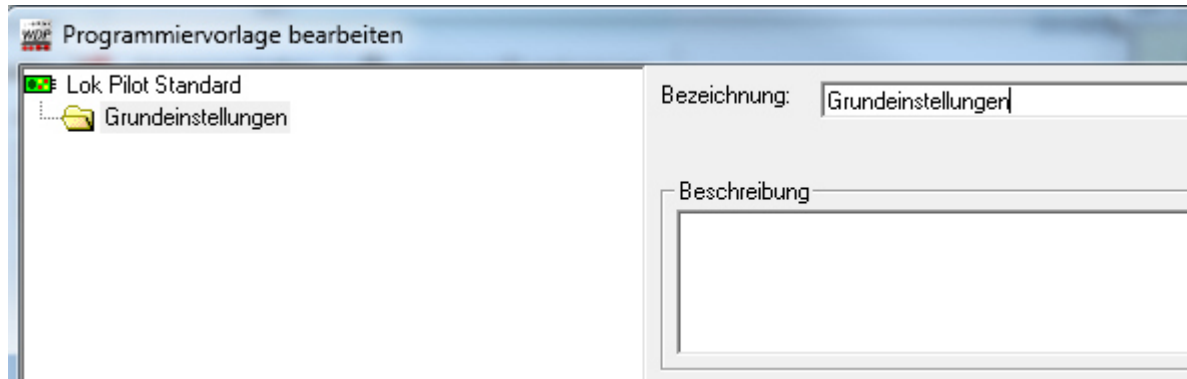 WDP Programmiervorlage bearbeiten
Lok Pilot Standard
Grundeinstellungen
Bezeichnung: Grundeinstellungen
Beschreibung